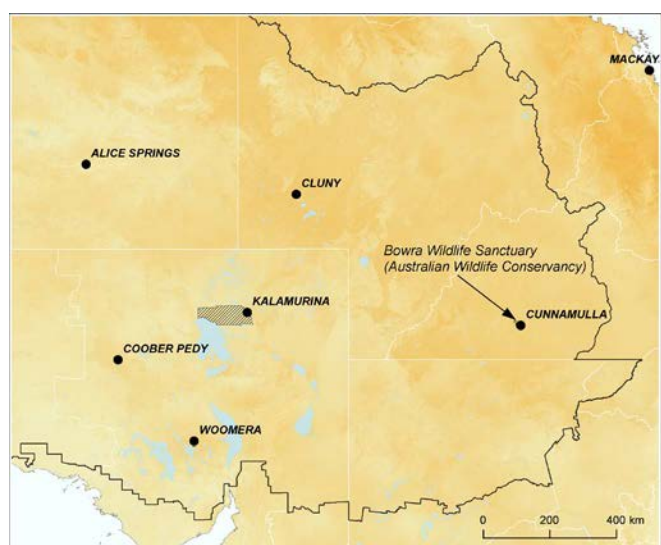 MACKAY
ALICE SPRINGS
CLUNY
Bowra Wildlife Sanctuary
(Australian Wildlife Conservancy)
KALAMURINA
CUNNAMULLA
COOBER PEDY
WOOMERA
0 200 400 km